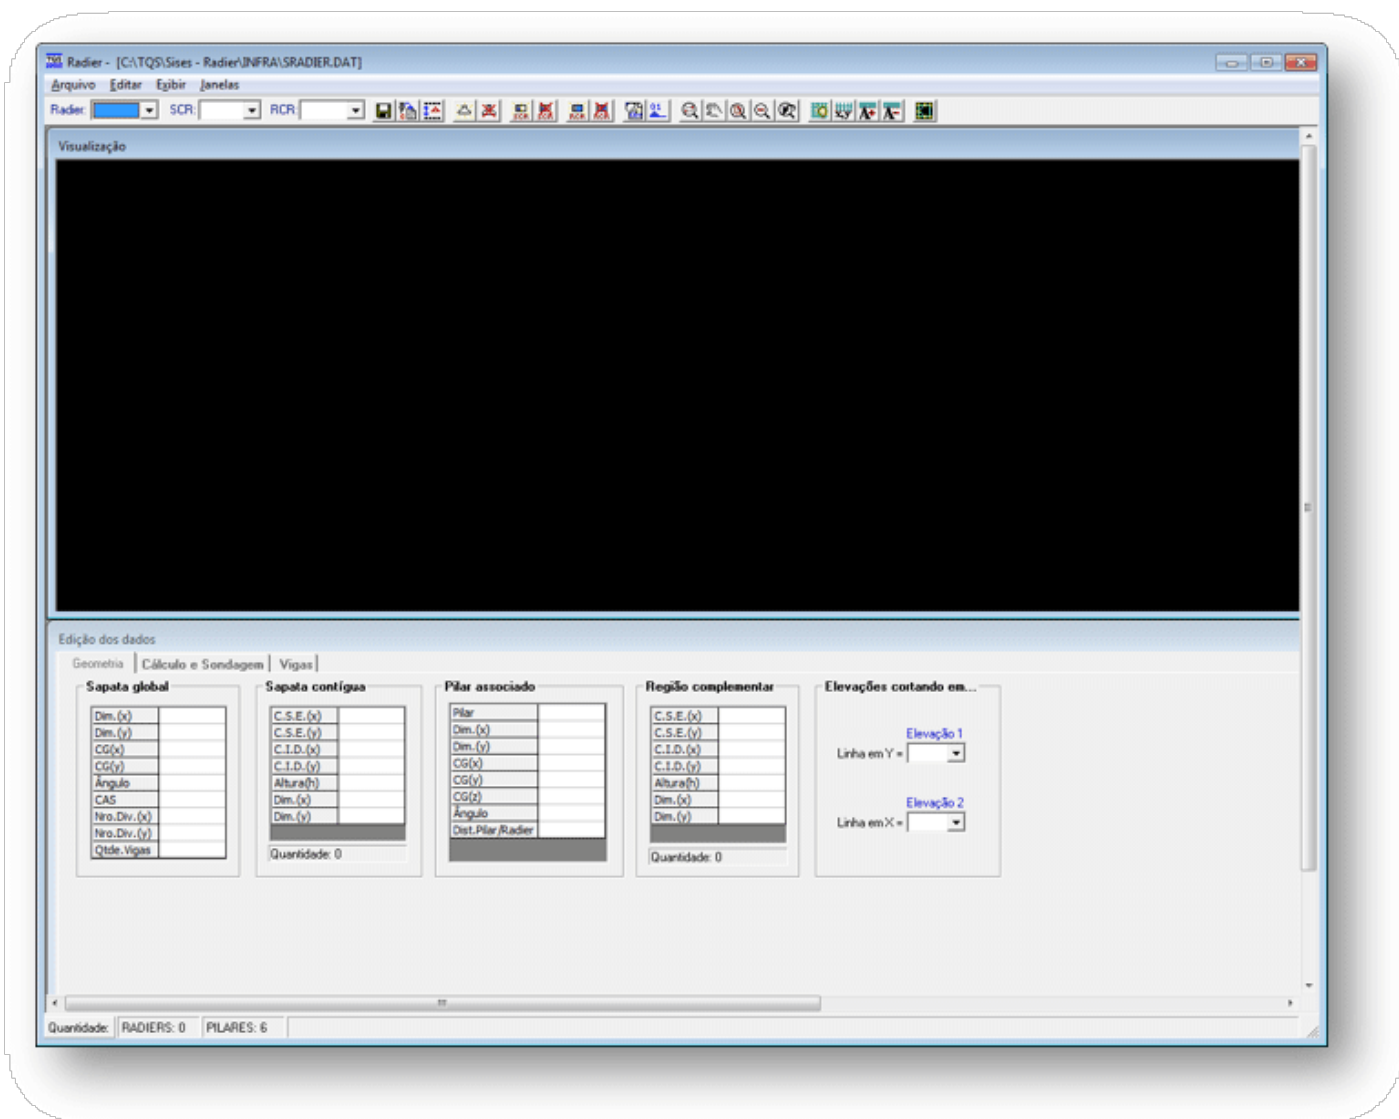 Radier - [C:\TQS\Sises - Radier\INFRA\SRADIER.DAT]
Arquivo Editar Exibir Janelas
Radier: SCR: RCR:
Visualização
Edição dos dados
Geometria Cálculo e Sondagem Vigas
Sapata global
Dim.(x)
Dim.(y)
CG(x)
CG(y)
Ângulo
CAS
Nro.Div.(x)
Nro.Div.(y)
Qtde.Vigas
Sapata contígua
C.S.E.(x)
C.S.E.(y)
C.I.D.(x)
C.I.D.(y)
Altura(h)
Dim.(x)
Dim.(y)
Quantidade: 0
Pilar associado
Pilar
Dim.(x)
Dim.(y)
CG(x)
CG(y)
CG(z)
Ângulo
Dist.Pilar/Radier
Região complementar
C.S.E.(x)
C.S.E.(y)
C.I.D.(x)
C.I.D.(y)
Altura(h)
Dim.(x)
Dim.(y)
Quantidade: 0
Elevações cortando em...
Elevação 1
Linha em Y =
Elevação 2
Linha em X =
Quantidade: RADIERS: 0 PILARES: 6